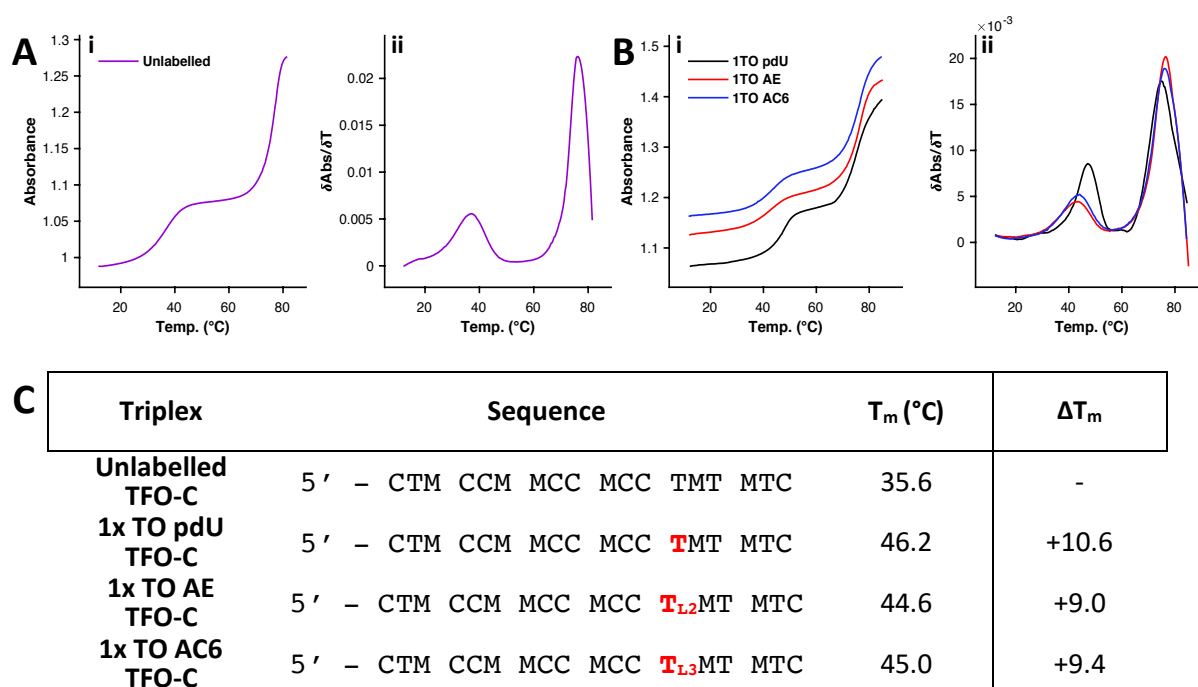 A
i
Unlabelled
1.3
1.25
1.2
1.15
1.1
1.05
1
Absorbance
20 40 60 80
Temp. (°C)
ii
0.02
0.015
0.01
0.005
0
δAbs/δT
20 40 60 80
Temp. (°C)
B
i
1TO pdU
1TO AE
1TO AC6
1.5
1.4
1.3
1.2
1.1
Absorbance
20 40 60 80
Temp. (°C)
×10-3
ii
20
15
10
5
0
δAbs/δT
20 40 60 80
Temp. (°C)
C
Triplex Sequence Tm (°C) ΔTm
Unlabelled
TFO-C 5’ – CTM CCM MCC MCC TMT MTC 35.6 -
1x TO pdU
TFO-C 5’ – CTM CCM MCC MCC TMT MTC 46.2 +10.6
1x TO AE
TFO-C 5’ – CTM CCM MCC MCC TL2MT MTC 44.6 +9.0
1x TO AC6
TFO-C 5’ – CTM CCM MCC MCC TL3MT MTC 45.0 +9.4